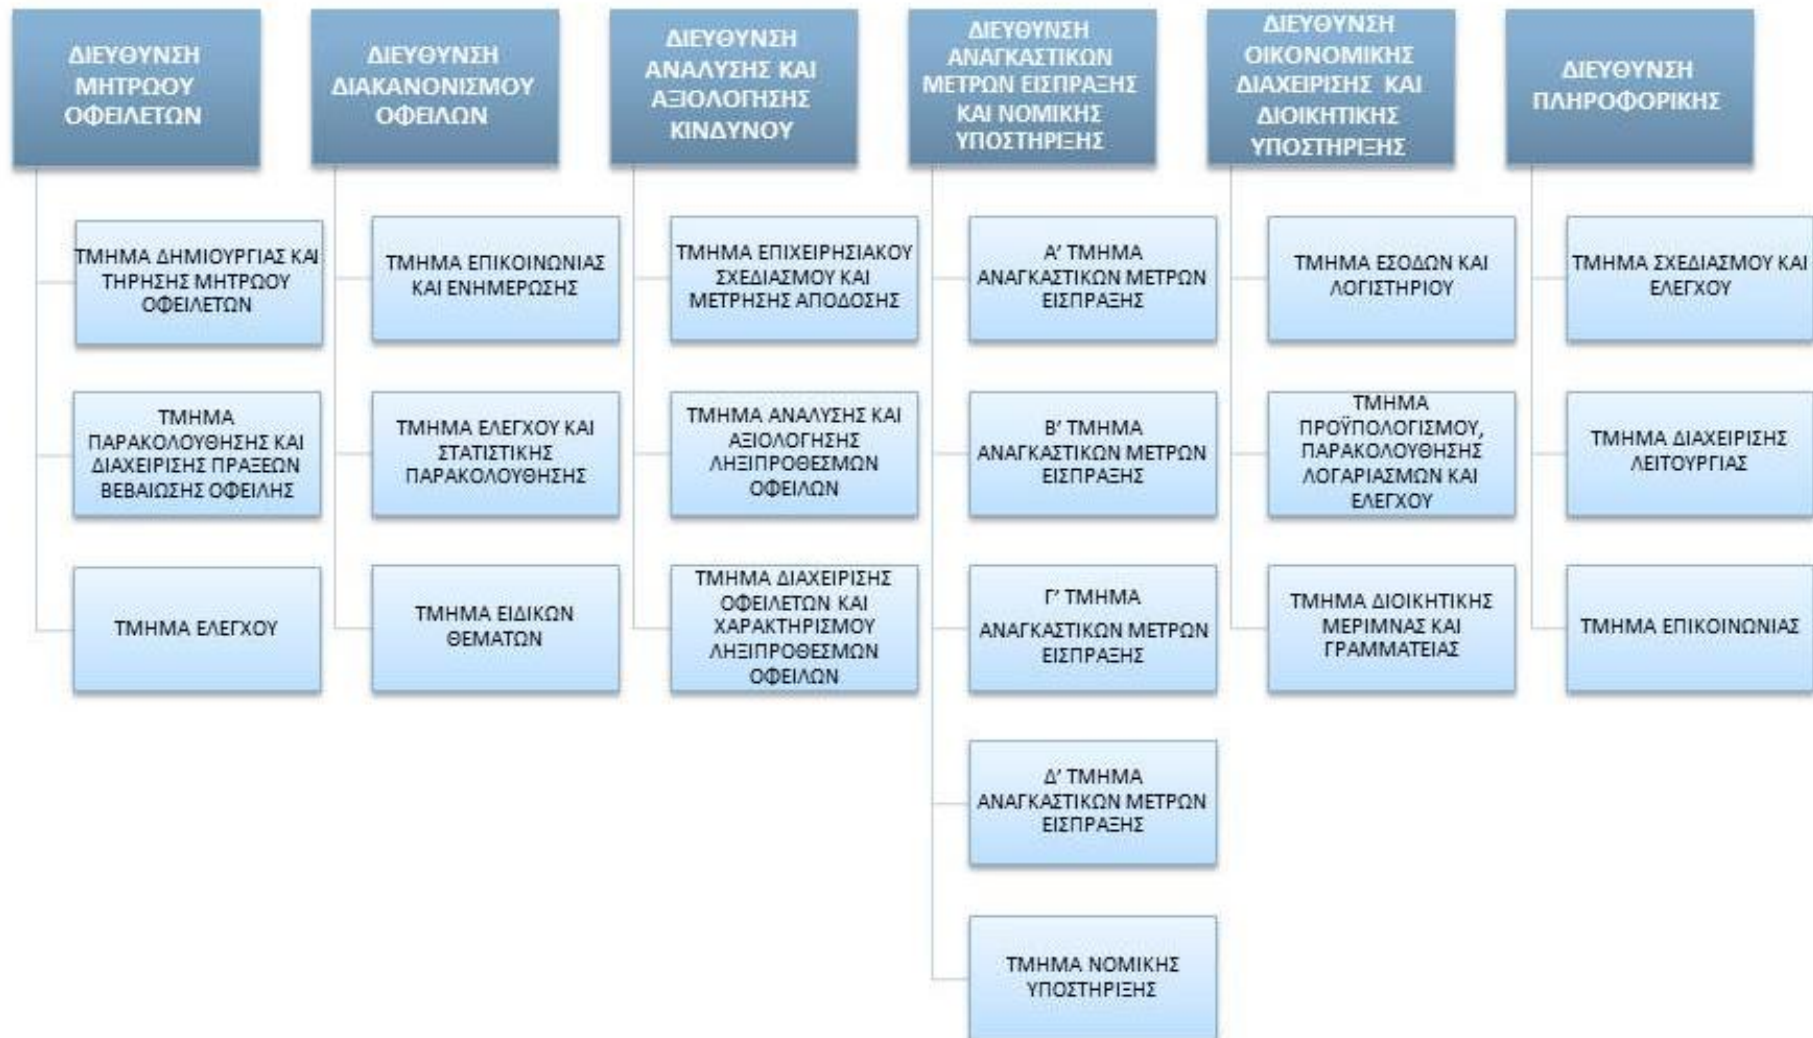 ΔΙΕΥΘΥΝΣΗ
ΜΗΤΡΩΟΥ
ΟΦΕΙΛΕΤΩΝ
ΤΜΗΜΑ ΔΗΜΙΟΥΡΓΙΑΣ ΚΑΙ
ΤΗΡΗΣΗΣ ΜΗΤΡΩΟΥ
ΟΦΕΙΛΕΤΩΝ
ΤΜΗΜΑ
ΠΑΡΑΚΟΛΟΥΘΗΣΗΣ ΚΑΙ
ΔΙΑΧΕΙΡΙΣΗΣ ΠΡΑΞΕΩΝ
ΒΕΒΑΙΩΣΗΣ ΟΦΕΙΛΗΣ
ΤΜΗΜΑ ΕΛΕΓΧΟΥ
ΔΙΕΥΘΥΝΣΗ
ΔΙΑΚΑΝΟΝΙΣΜΟΥ
ΟΦΕΙΛΩΝ
ΤΜΗΜΑ ΕΠΙΚΟΙΝΩΝΙΑΣ
ΚΑΙ ΕΝΗΜΕΡΩΣΗΣ
ΤΜΗΜΑ ΕΛΕΓΧΟΥ ΚΑΙ
ΣΤΑΤΙΣΤΙΚΗΣ
ΠΑΡΑΚΟΛΟΥΘΗΣΗΣ
ΤΜΗΜΑ ΕΙΔΙΚΩΝ
ΘΕΜΑΤΩΝ
ΔΙΕΥΘΥΝΣΗ
ΑΝΑΛΥΣΗΣ ΚΑΙ
ΑΞΙΟΛΟΓΗΣΗΣ
ΚΙΝΔΥΝΟΥ
ΤΜΗΜΑ ΕΠΙΧΕΙΡΗΣΙΑΚΟΥ
ΣΧΕΔΙΑΣΜΟΥ ΚΑΙ
ΜΕΤΡΗΣΗΣ ΑΠΟΔΟΣΗΣ
ΤΜΗΜΑ ΑΝΑΛΥΣΗΣ ΚΑΙ
ΑΞΙΟΛΟΓΗΣΗΣ
ΛΗΞΙΠΡΟΘΕΣΜΩΝ
ΟΦΕΙΛΩΝ
ΤΜΗΜΑ ΔΙΑΧΕΙΡΙΣΗΣ
ΟΦΕΙΛΕΤΩΝ ΚΑΙ
ΧΑΡΑΚΤΗΡΙΣΜΟΥ
ΛΗΞΙΠΡΟΘΕΣΜΩΝ
ΟΦΕΙΛΩΝ
ΔΙΕΥΘΥΝΣΗ
ΑΝΑΓΚΑΣΤΙΚΩΝ
ΜΕΤΡΩΝ ΕΙΣΠΡΑΞΗΣ
ΚΑΙ ΝΟΜΙΚΗΣ
ΥΠΟΣΤΗΡΙΞΗΣ
Α’ ΤΜΗΜΑ
ΑΝΑΓΚΑΣΤΙΚΩΝ ΜΕΤΡΩΝ
ΕΙΣΠΡΑΞΗΣ
Β’ ΤΜΗΜΑ
ΑΝΑΓΚΑΣΤΙΚΩΝ ΜΕΤΡΩΝ
ΕΙΣΠΡΑΞΗΣ
Γ’ ΤΜΗΜΑ
ΑΝΑΓΚΑΣΤΙΚΩΝ ΜΕΤΡΩΝ
ΕΙΣΠΡΑΞΗΣ
Δ’ ΤΜΗΜΑ
ΑΝΑΓΚΑΣΤΙΚΩΝ ΜΕΤΡΩΝ
ΕΙΣΠΡΑΞΗΣ
ΤΜΗΜΑ ΝΟΜΙΚΗΣ
ΥΠΟΣΤΗΡΙΞΗΣ
ΔΙΕΥΘΥΝΣΗ
ΟΙΚΟΝΟΜΙΚΗΣ
ΔΙΑΧΕΙΡΙΣΗΣ ΚΑΙ
ΔΙΟΙΚΗΤΙΚΗΣ
ΥΠΟΣΤΗΡΙΞΗΣ
ΤΜΗΜΑ ΕΣΟΔΩΝ ΚΑΙ
ΛΟΓΙΣΤΗΡΙΟΥ
ΤΜΗΜΑ
ΠΡΟΫΠΟΛΟΓΙΣΜΟΥ,
ΠΑΡΑΚΟΛΟΥΘΗΣΗΣ
ΛΟΓΑΡΙΑΣΜΩΝ ΚΑΙ
ΕΛΕΓΧΟΥ
ΤΜΗΜΑ ΔΙΟΙΚΗΤΙΚΗΣ
ΜΕΡΙΜΝΑΣ ΚΑΙ
ΓΡΑΜΜΑΤΕΙΑΣ
ΔΙΕΥΘΥΝΣΗ
ΠΛΗΡΟΦΟΡΙΚΗΣ
ΤΜΗΜΑ ΣΧΕΔΙΑΣΜΟΥ ΚΑΙ
ΕΛΕΓΧΟΥ
ΤΜΗΜΑ ΔΙΑΧΕΙΡΙΣΗΣ
ΛΕΙΤΟΥΡΓΙΑΣ
ΤΜΗΜΑ ΕΠΙΚΟΙΝΩΝΙΑΣ